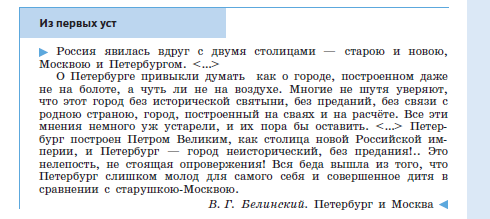 Из первых уст
Россия явилась вдруг с двумя столицами — старою и новою,
Москвою и Петербургом. <...>
О Петербурге привыкли думать как о городе, построенном даже
не на болоте, а чуть ли не на воздухе. Многие не шутя уверяют,
что этот город без исторической святыни, без преданий, без связи с
родною страною, город, построенный на сваях и на расчёте. Все эти
мнения немного уж устарели, и их пора бы оставить. <...> Петер-
бург построен Петром Великим, как столица новой Российской им-
перии, и Петербург — город неисторический, без предания!.. Это
нелепость, не стоящая опровержения! Вся беда вышла из того, что
Петербург слишком молод для самого себя и совершенное дитя в
сравнении с старушкою-Москвою.
В. Г. Белинский. Петербург и Москва